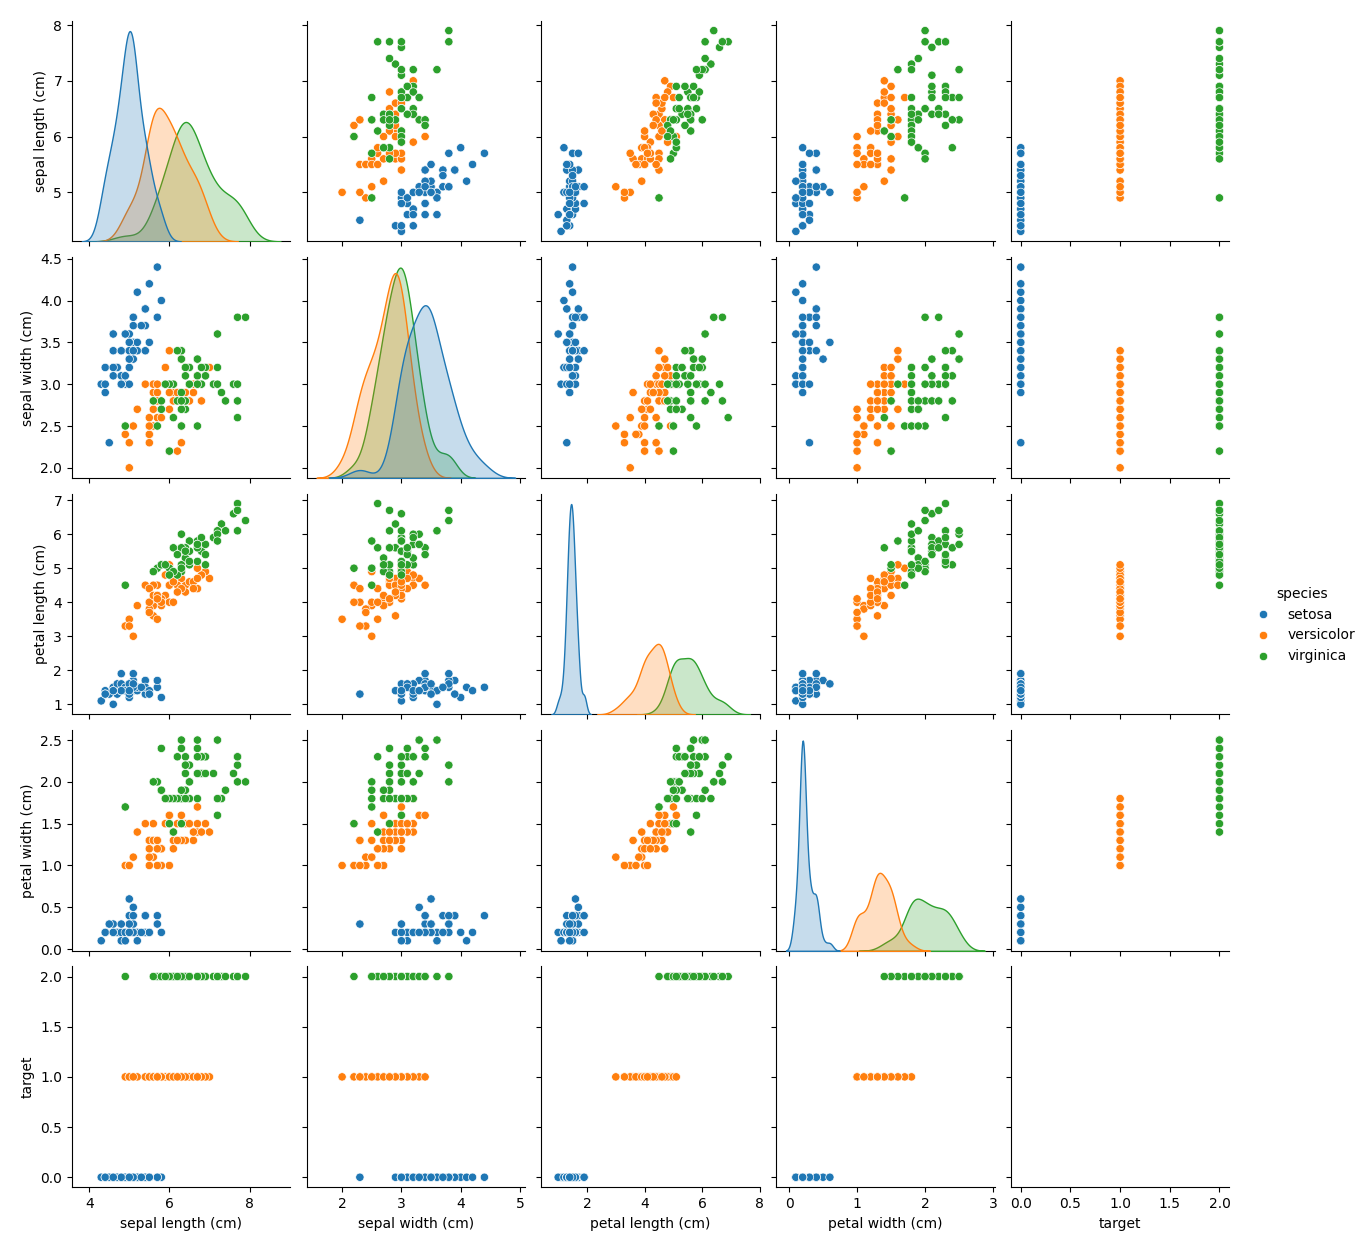 8
7
6
5
sepal length (cm)
4.5
4.0
3.5
3.0
2.5
2.0
sepal width (cm)
7
6
5
4
3
2
1
petal length (cm)
species
setosa
versicolor
virginica
2.5
2.0
1.5
1.0
0.5
0.0
petal width (cm)
2.0
1.5
1.0
0.5
0.0
target
4 6 8 2 3 4 5 2 4 6 8 0 1 2 3 0.0 0.5 1.0 1.5 2.0
sepal length (cm) sepal width (cm) petal length (cm) petal width (cm) target